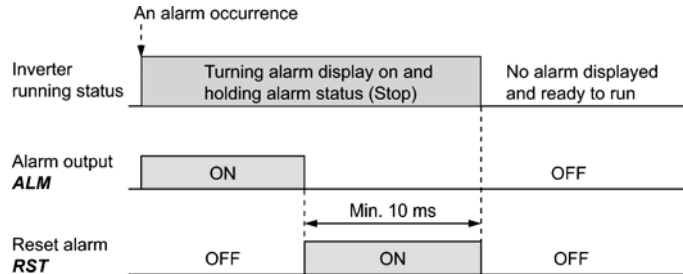 An alarm occurrence
Inverter
running status
Turning alarm display on and
holding alarm status (Stop)
No alarm displayed
and ready to run
Alarm output
ALM
ON
OFF
Min. 10 ms
Reset alarm
RST
OFF
ON
OFF